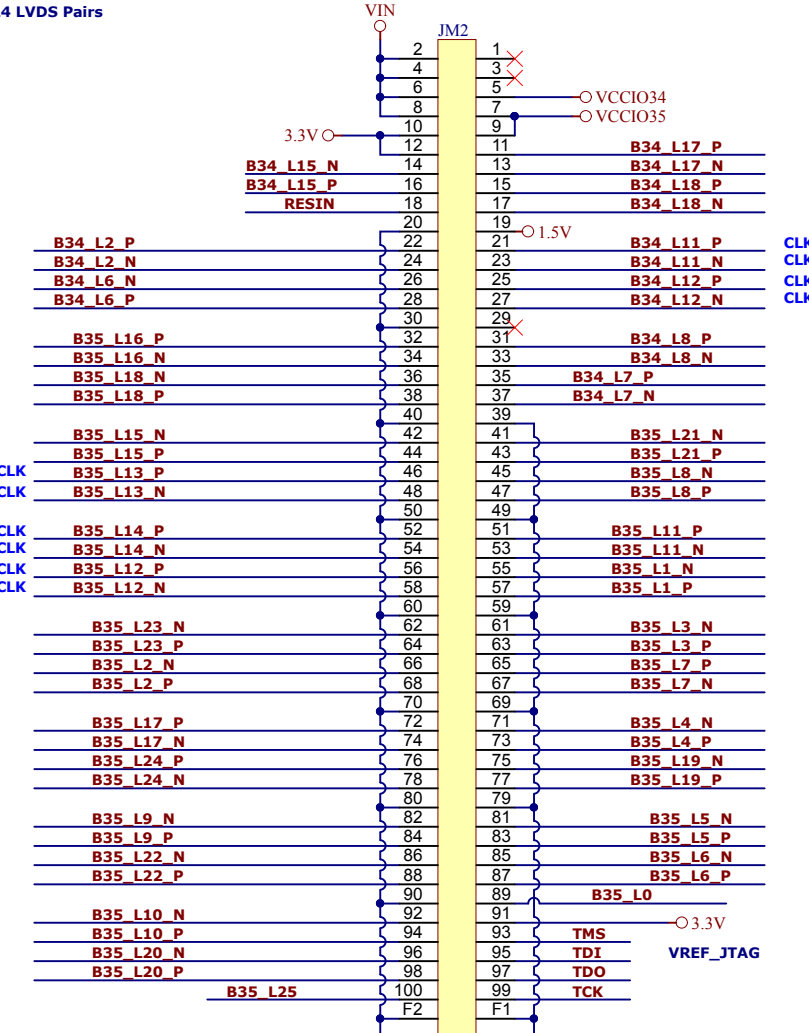 4 LVDS Pairs
VIN
JM2
2 1
4 3
6 5 VCCIO34
8 7 VCCIO35
3.3V 10 9
12 11 B34_L17_P
B34_L15_N 14 13 B34_L17_N
B34_L15_P 16 15 B34_L18_P
RESIN 18 17 B34_L18_N
20 19 1.5V
B34_L2_P 22 21 B34_L11_P CLK
B34_L2_N 24 23 B34_L11_N CLK
B34_L6_N 26 25 B34_L12_P CLK
B34_L6_P 28 27 B34_L12_N CLK
30 29
B35_L16_P 32 31 B34_L8_P
B35_L16_N 34 33 B34_L8_N
B35_L18_N 36 35 B34_L7_P
B35_L18_P 38 37 B34_L7_N
40 39
B35_L15_N 42 41 B35_L21_N
B35_L15_P 44 43 B35_L21_P
CLK B35_L13_P 46 45 B35_L8_N
CLK B35_L13_N 48 47 B35_L8_P
50 49
CLK B35_L14_P 52 51 B35_L11_P
CLK B35_L14_N 54 53 B35_L11_N
CLK B35_L12_P 56 55 B35_L1_N
CLK B35_L12_N 58 57 B35_L1_P
60 59
B35_L23_N 62 61 B35_L3_N
B35_L23_P 64 63 B35_L3_P
B35_L2_N 66 65 B35_L7_P
B35_L2_P 68 67 B35_L7_N
70 69
B35_L17_P 72 71 B35_L4_N
B35_L17_N 74 73 B35_L4_P
B35_L24_P 76 75 B35_L19_N
B35_L24_N 78 77 B35_L19_P
80 79
B35_L9_N 82 81 B35_L5_N
B35_L9_P 84 83 B35_L5_P
B35_L22_N 86 85 B35_L6_N
B35_L22_P 88 87 B35_L6_P
90 89 B35_L0
B35_L10_N 92 91 3.3V
B35_L10_P 94 93 TMS
B35_L20_N 96 95 TDI VREF_JTAG
B35_L20_P 98 97 TDO
B35_L25 100 99 TCK
F2 F1